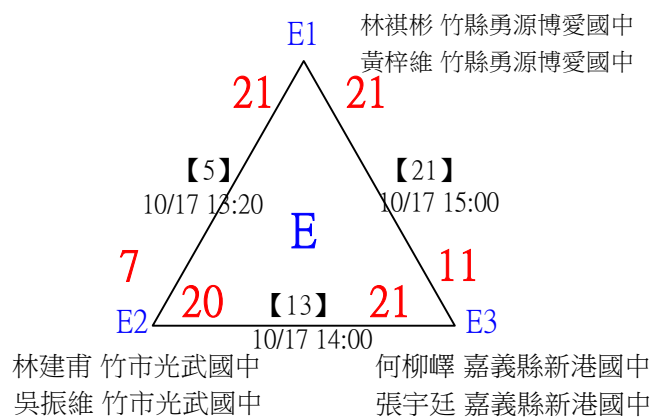 E1
林褀彬 竹縣勇源博愛國中
黃梓維 竹縣勇源博愛國中
21
21
【5】
10/17 13:20
【21】
10/17 15:00
E
7
11
20
【13】
21
E2
E3
10/17 14:00
林建甫 竹市光武國中
何柳嶧 嘉義縣新港國中
吳振維 竹市光武國中
張宇廷 嘉義縣新港國中